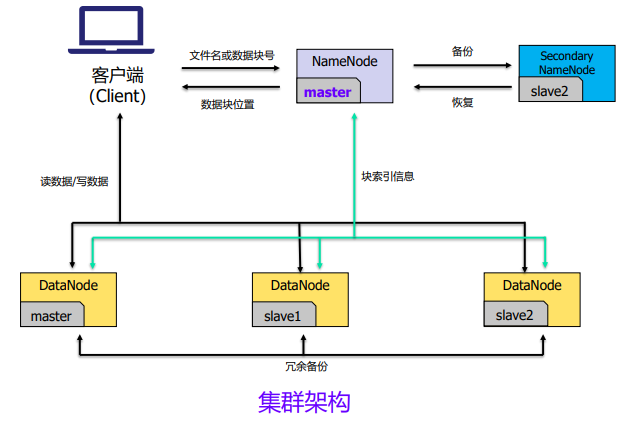 客户端
(Client)
文件名或数据块号
数据块位置
NameNode
master
备份
恢复
Secondary
NameNode
slave2
读数据/写数据
块索引信息
DataNode
master
DataNode
slave1
DataNode
slave2
冗余备份
集群架构